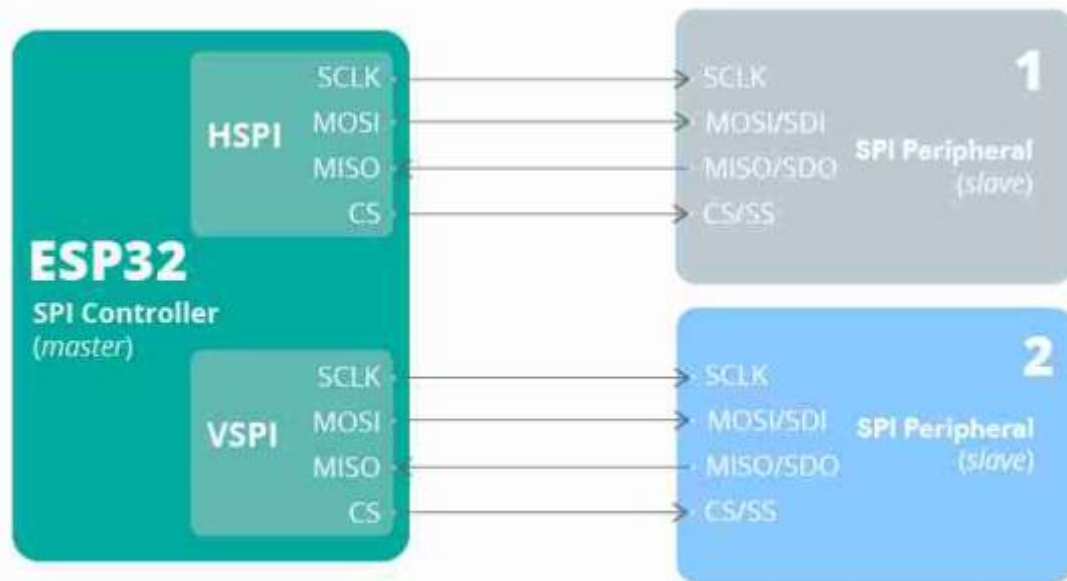 ESP32
SPI Controller
(master)
HSPI
SCLK
MOSI
MISO
CS
VSPI
SCLK
MOSI
MISO
CS
1
SPI Peripheral
(slave)
SCLK
MOSI/SDI
MISO/SDO
CS/SS
2
SPI Peripheral
(slave)
SCLK
MOSI/SDI
MISO/SDO
CS/SS